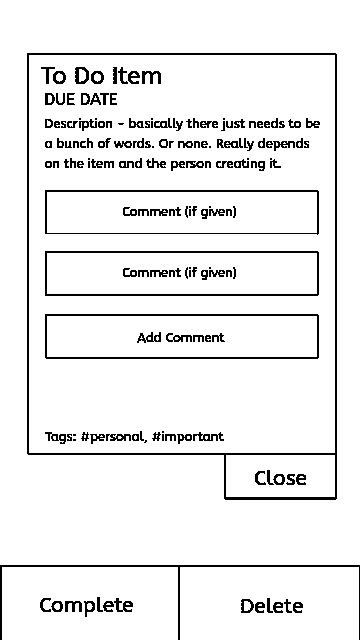 To Do Item
DUE DATE
Description - basically there just needs to be
a bunch of words. Or none. Really depends
on the item and the person creating it.
Comment (if given)
Comment (if given)
Add Comment
Tags: #personal, #important
Close
Complete
Delete